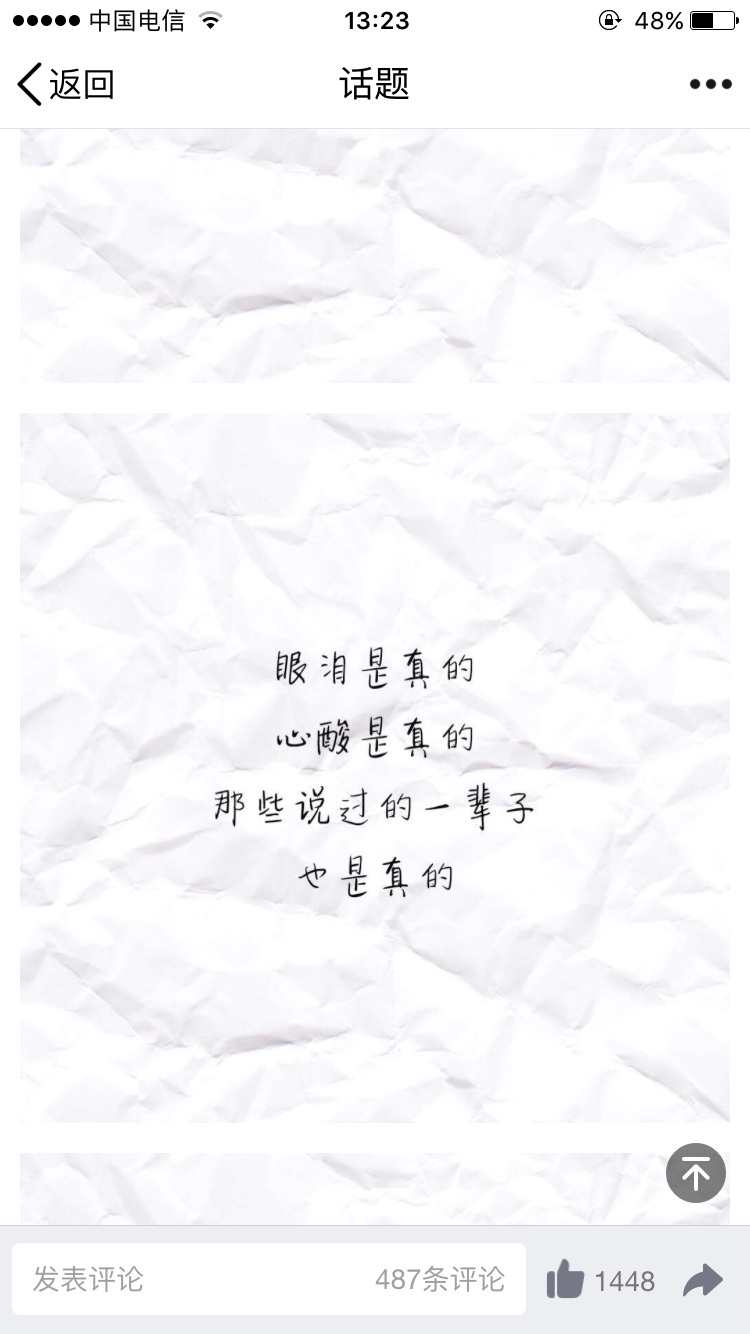 中国电信 13:23 48%
返回 话题
眼泪是真的
心酸是真的
那些说过的一辈子
也是真的
发表评论 487条评论 1448